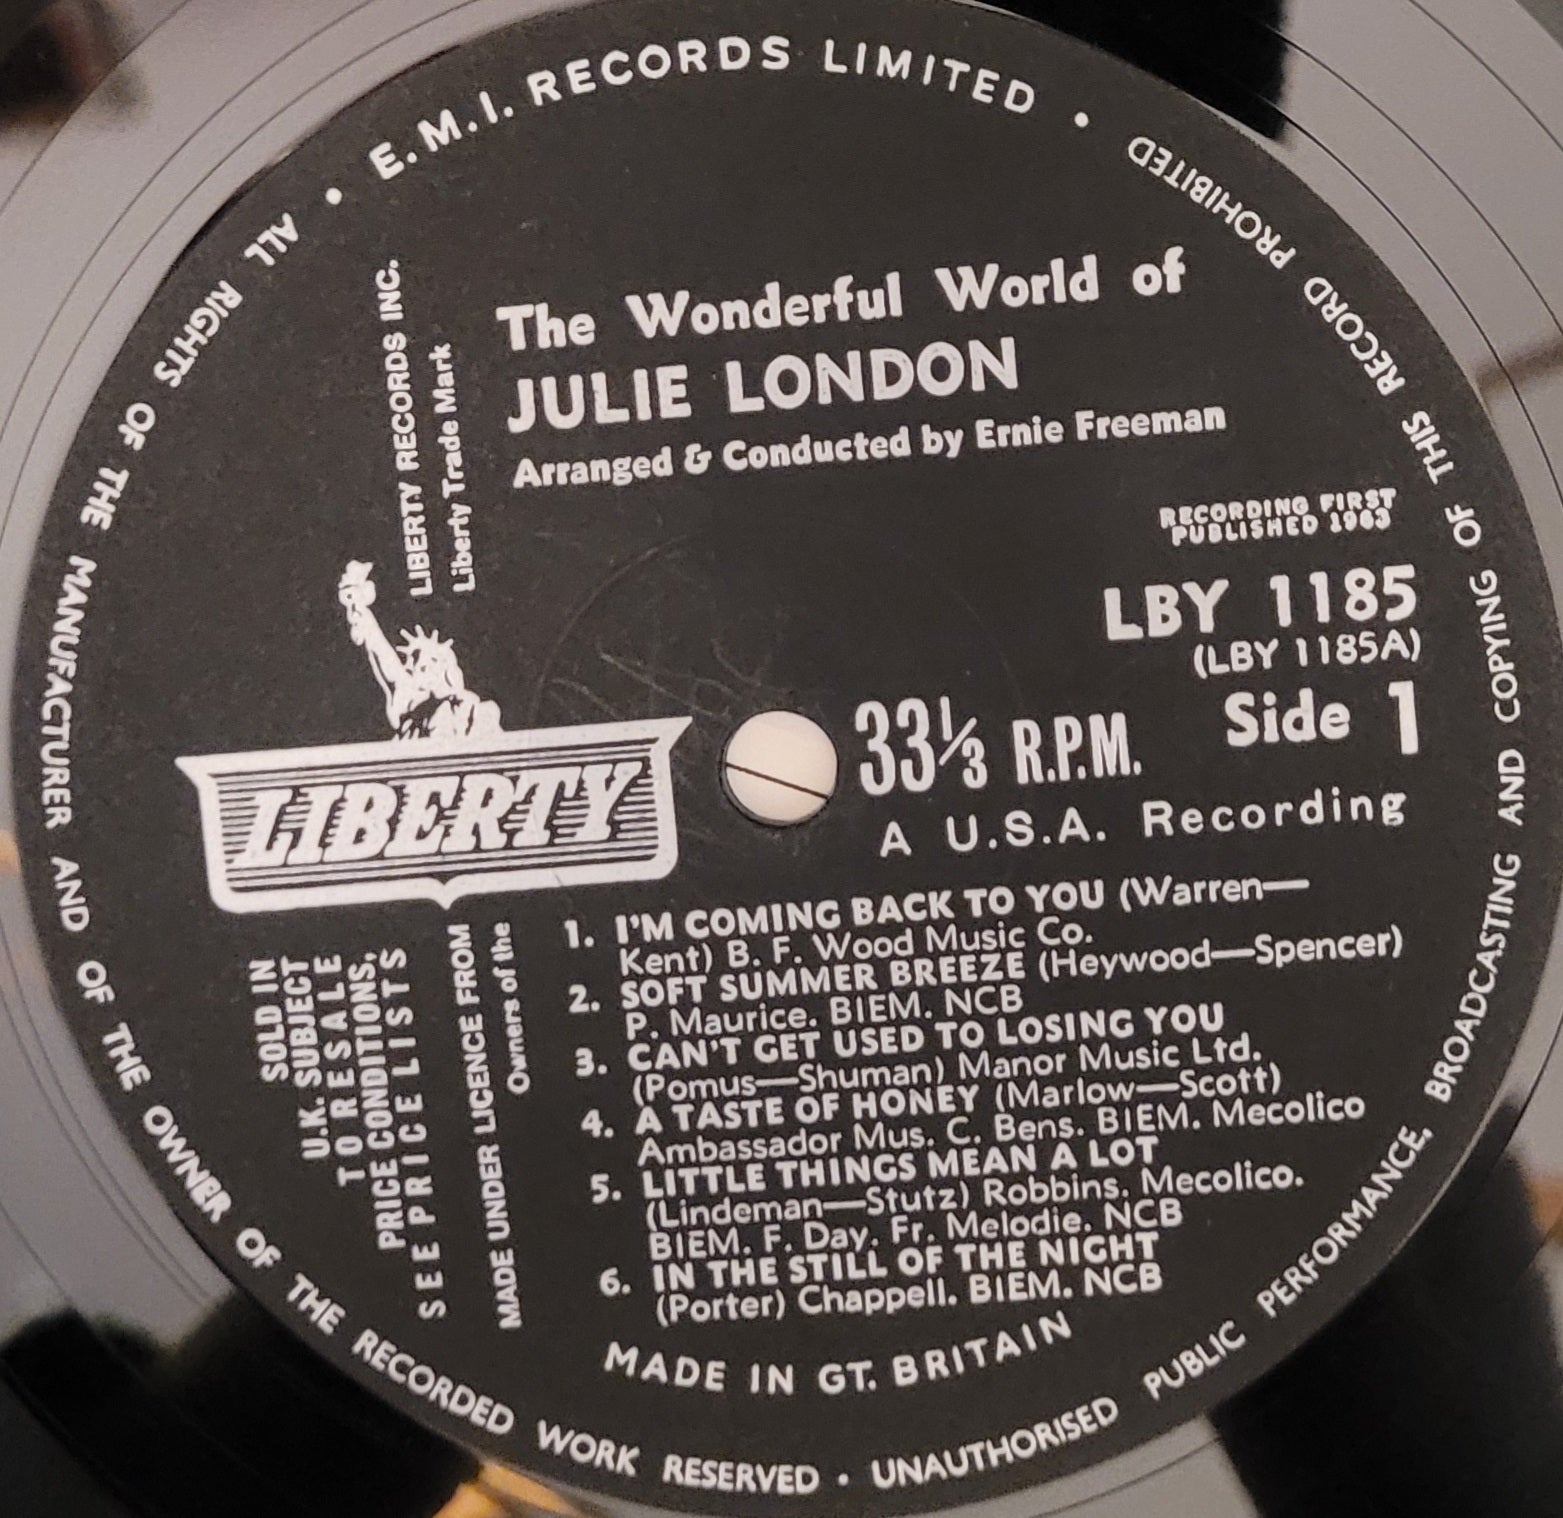 E.M.I. RECORDS LIMITED •
ALL RIGHTS OF THE MANUFACTURER AND OF THE OWNER OF THE RECORDED WORK RESERVED • UNAUTHORISED PUBLIC PERFORMANCE, BROADCASTING AND COPYING OF THIS RECORD PROHIBITED •
The Wonderful World of
JULIE LONDON
Arranged & Conducted by Ernie Freeman
RECORDING FIRST
PUBLISHED 1963
LBY 1185
(LBY 1185A)
Side 1
33⅓ R.P.M.
A U.S.A. Recording
LIBERTY RECORDS INC.
Liberty Trade Mark
LIBERTY
SOLD IN
U.K. SUBJECT
TO RESALE
PRICE CONDITIONS,
SEE PRICE LISTS
MADE UNDER LICENCE FROM
Owners of the
1. I'M COMING BACK TO YOU (Warren—
Kent) B. F. Wood Music Co.
2. SOFT SUMMER BREEZE (Heywood—Spencer)
P. Maurice. BIEM. NCB
3. CAN'T GET USED TO LOSING YOU
(Pomus—Shuman) Manor Music Ltd.
4. A TASTE OF HONEY (Marlow—Scott)
Ambassador Mus. C. Bens. BIEM. Mecolico
5. LITTLE THINGS MEAN A LOT
(Lindeman—Stutz) Robbins. Mecolico.
BIEM. F. Day. Fr. Melodie. NCB
6. IN THE STILL OF THE NIGHT
(Porter) Chappell. BIEM. NCB
MADE IN GT. BRITAIN